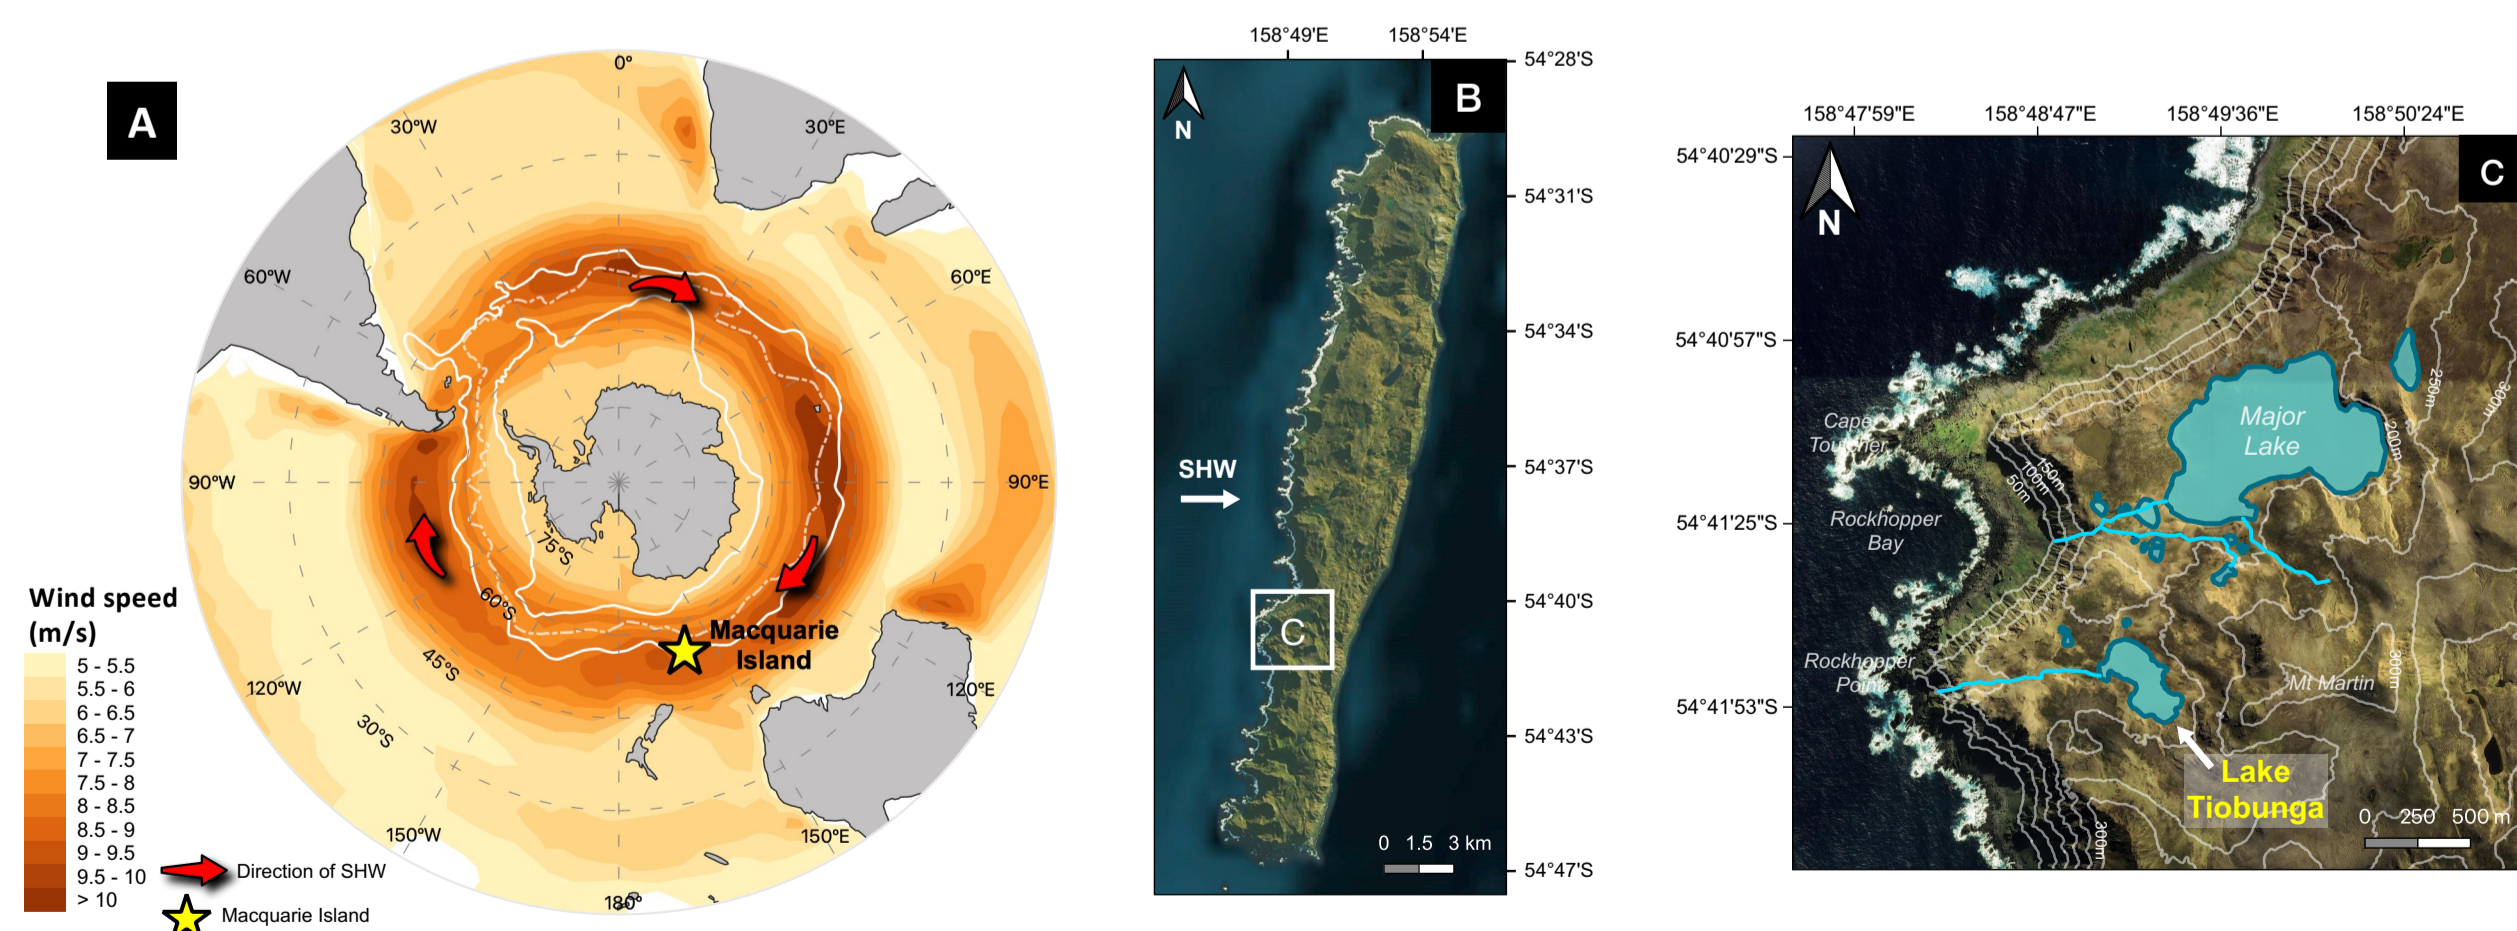 A
0°
30°W
30°E
60°W
60°E
90°W
90°E
75°S
60°S
45°S
30°S
120°W
120°E
150°W
150°E
180°
Macquarie
Island
Wind speed
(m/s)
5 - 5.5
5.5 - 6
6 - 6.5
6.5 - 7
7 - 7.5
7.5 - 8
8 - 8.5
8.5 - 9
9 - 9.5
9.5 - 10
> 10
Direction of SHW
Macquarie Island
158°49'E
158°54'E
B
N
SHW
C
0 1.5 3 km
54°28'S
54°31'S
54°34'S
54°37'S
54°40'S
54°43'S
54°47'S
158°47'59"E
158°48'47"E
158°49'36"E
158°50'24"E
C
N
54°40'29"S
54°40'57"S
54°41'25"S
54°41'53"S
Cape
Toutcher
Major
Lake
Rockhopper
Bay
Rockhopper
Point
Mt Martin
150m
100m
50m
200m
250m
300m
300m
300m
Lake
Tiobunga
0 250 500 m